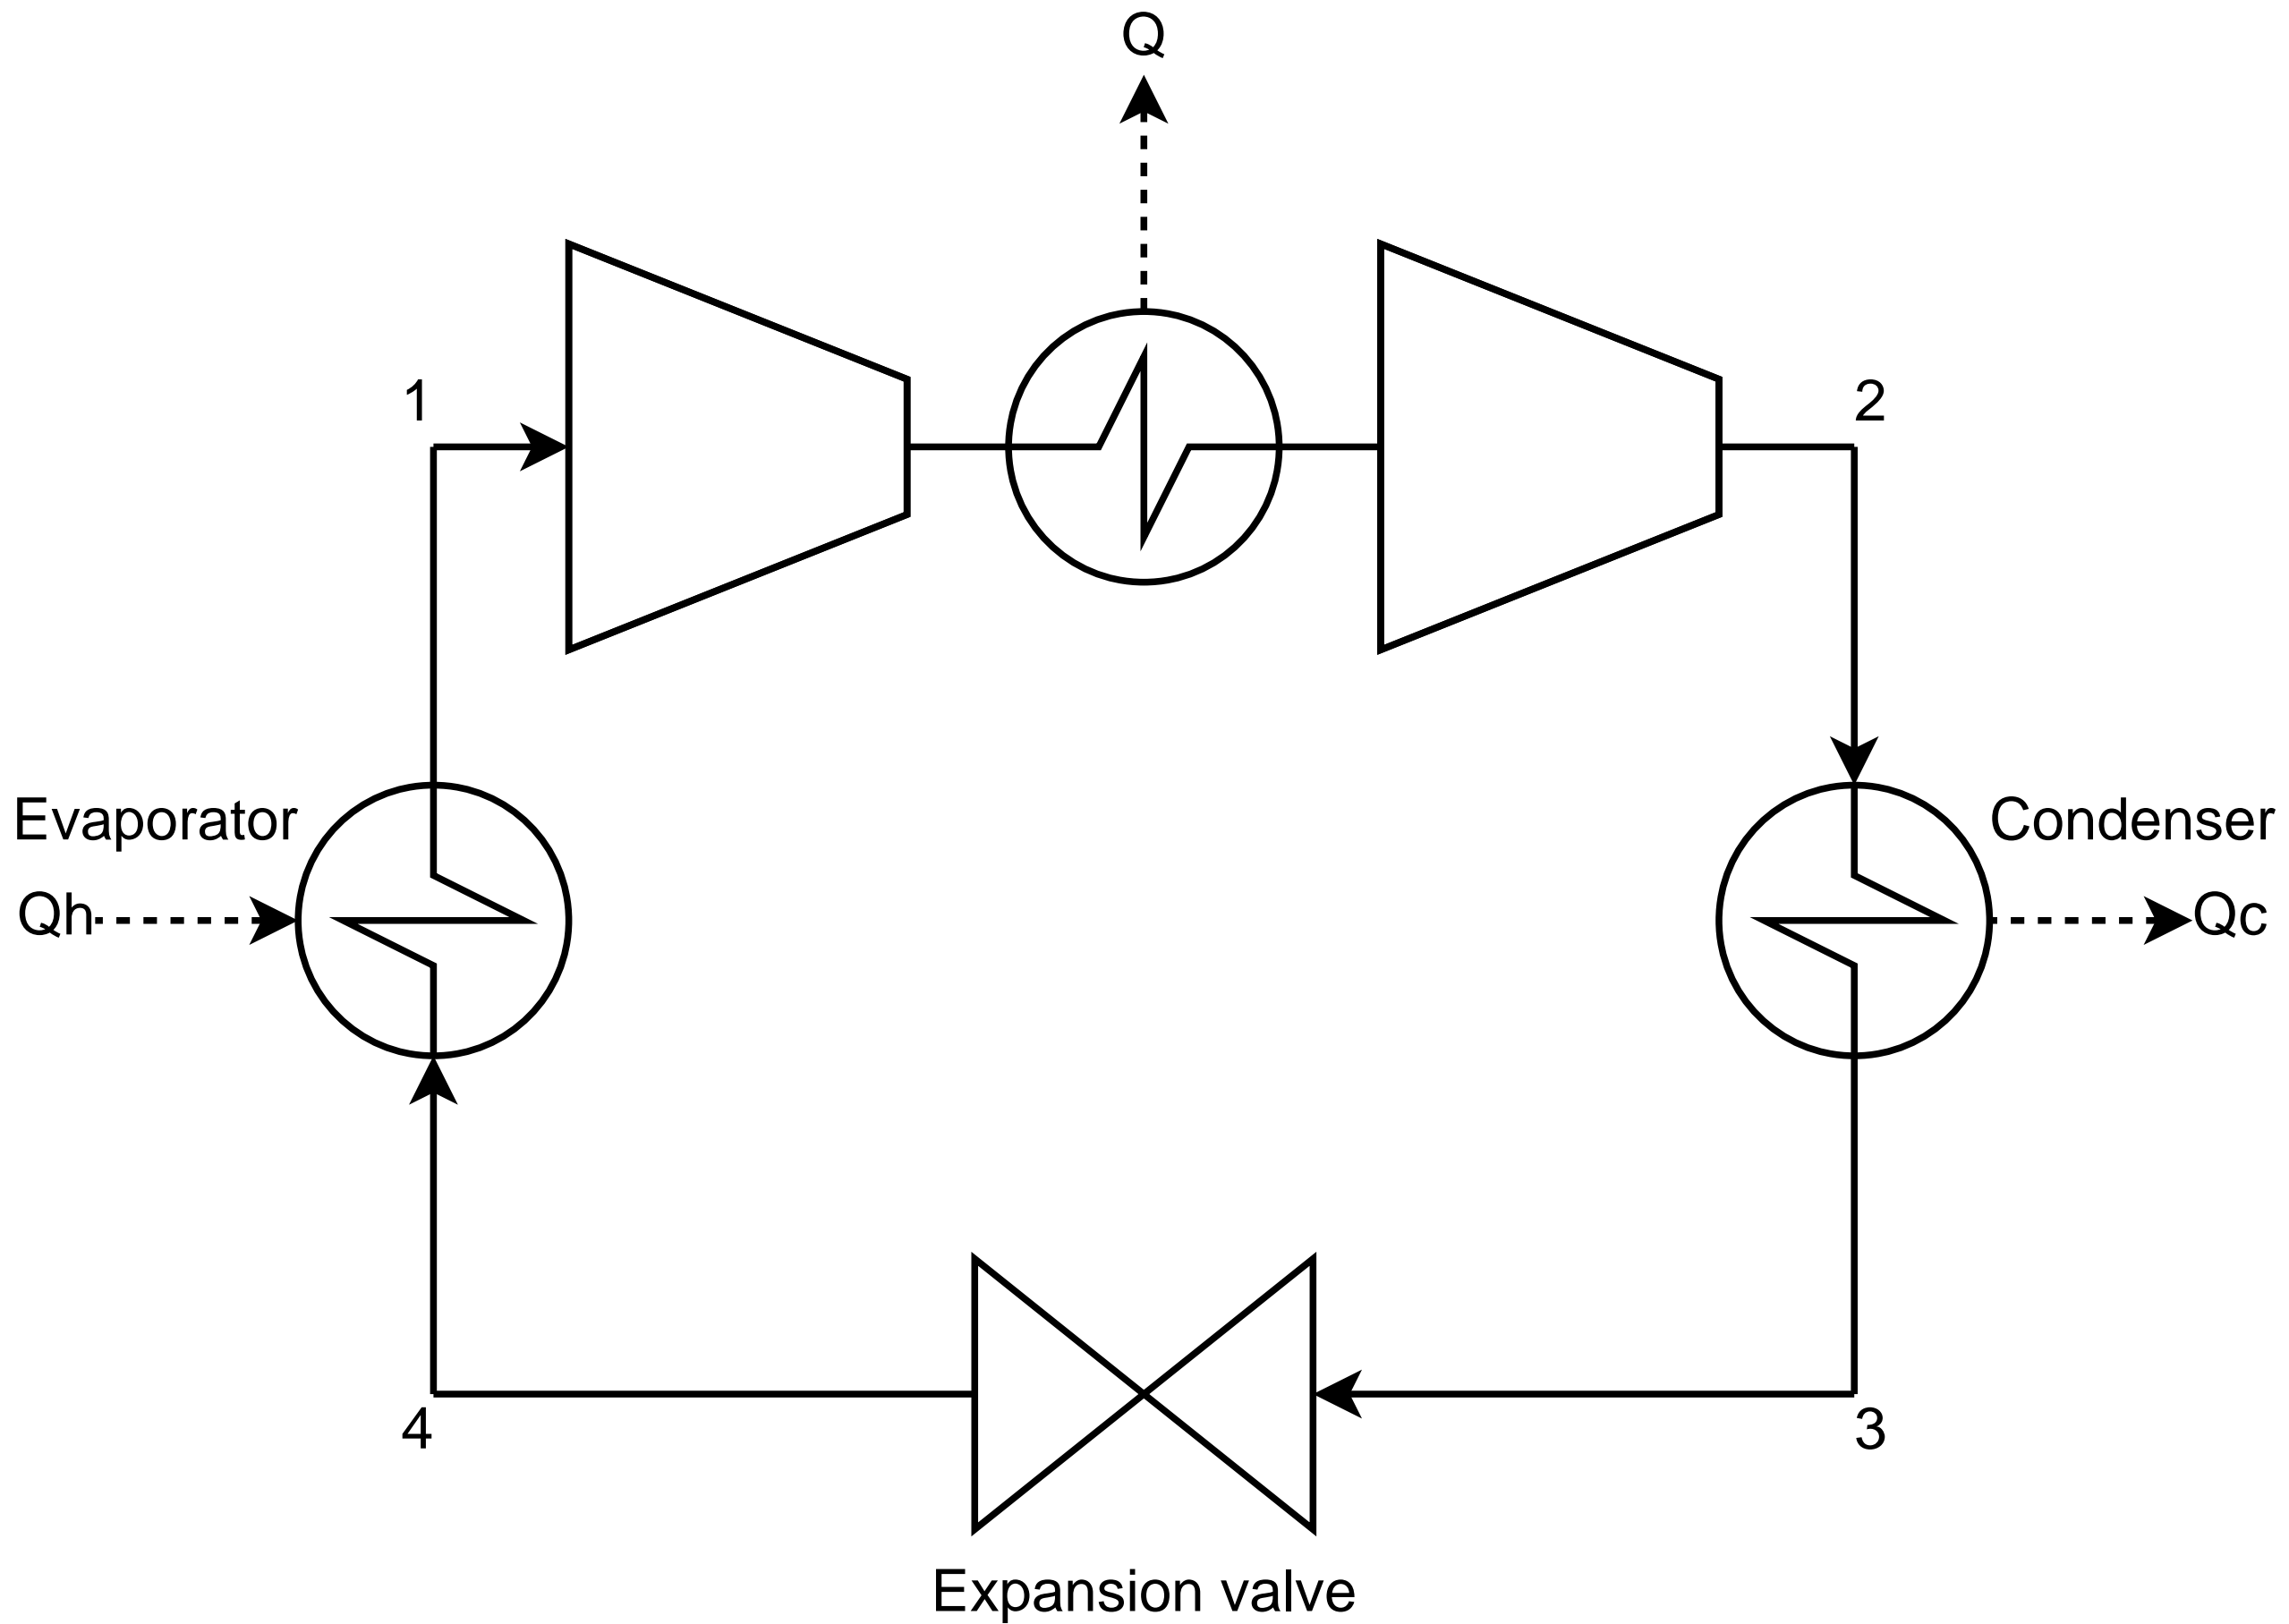 Q
1
2
Evaporator
Condenser
Qh
Qc
4
3
Expansion valve